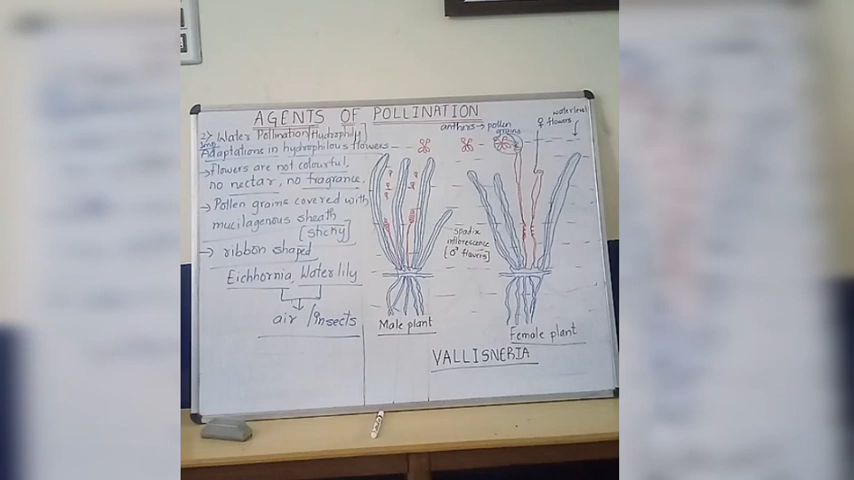 AGENTS OF POLLINATION
2) Water Pollination [Hydrophily]
Imp
Adaptations in hydrophilous flowers
→ Flowers are not colourful,
no nectar, no fragrance.
→ Pollen grains covered with
mucilagenous sheath
[sticky]
→ ribbon shaped
Eichhornia, Water lily
air / insects
anthers → pollen
grains
♀
flowers
water level
spadix
inflorescence
[♂ flowers]
Male plant
Female plant
VALLISNERIA